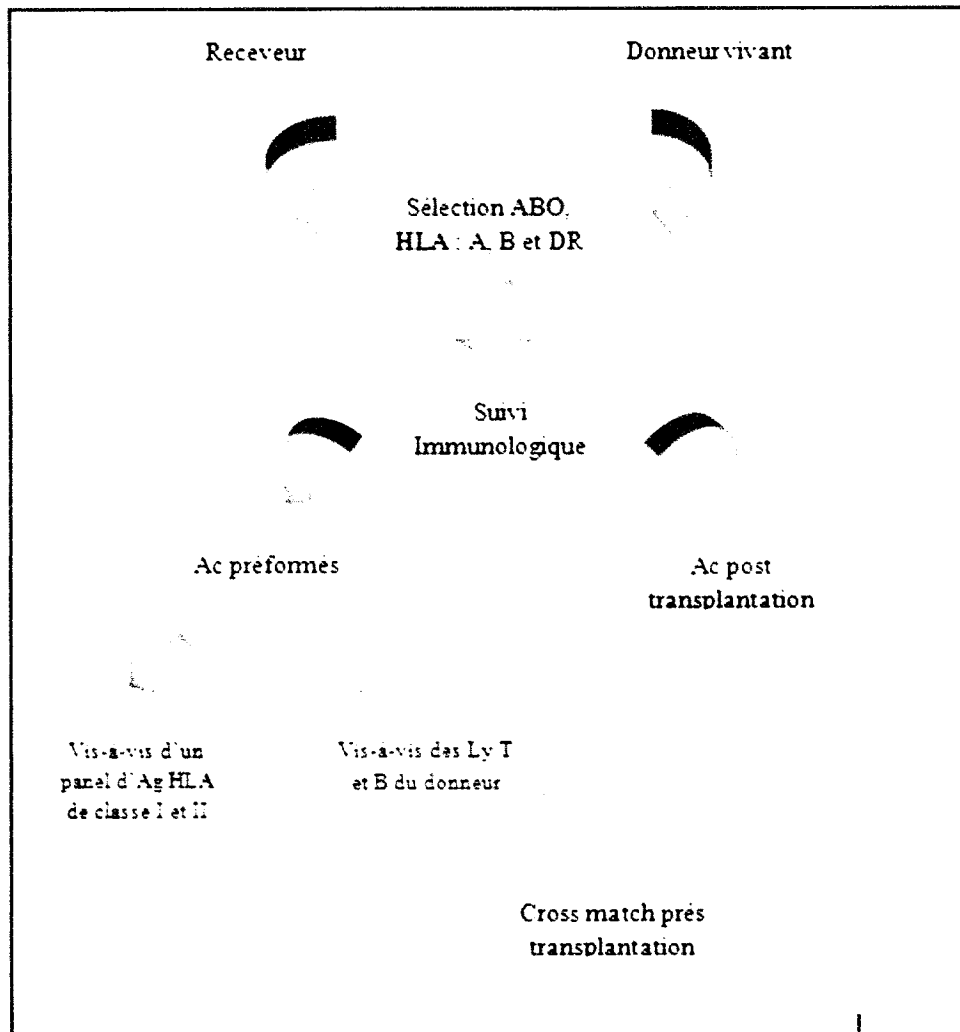 Receveur
Donneur vivant
Sélection ABO,
HLA : A, B et DR
Suivi
Immunologique
Ac préformés
Ac post
transplantation
Vis-à-vis d'un
panel d'Ag HLA
de classe I et II
Vis-à-vis des Ly T
et B du donneur
Cross match prés
transplantation